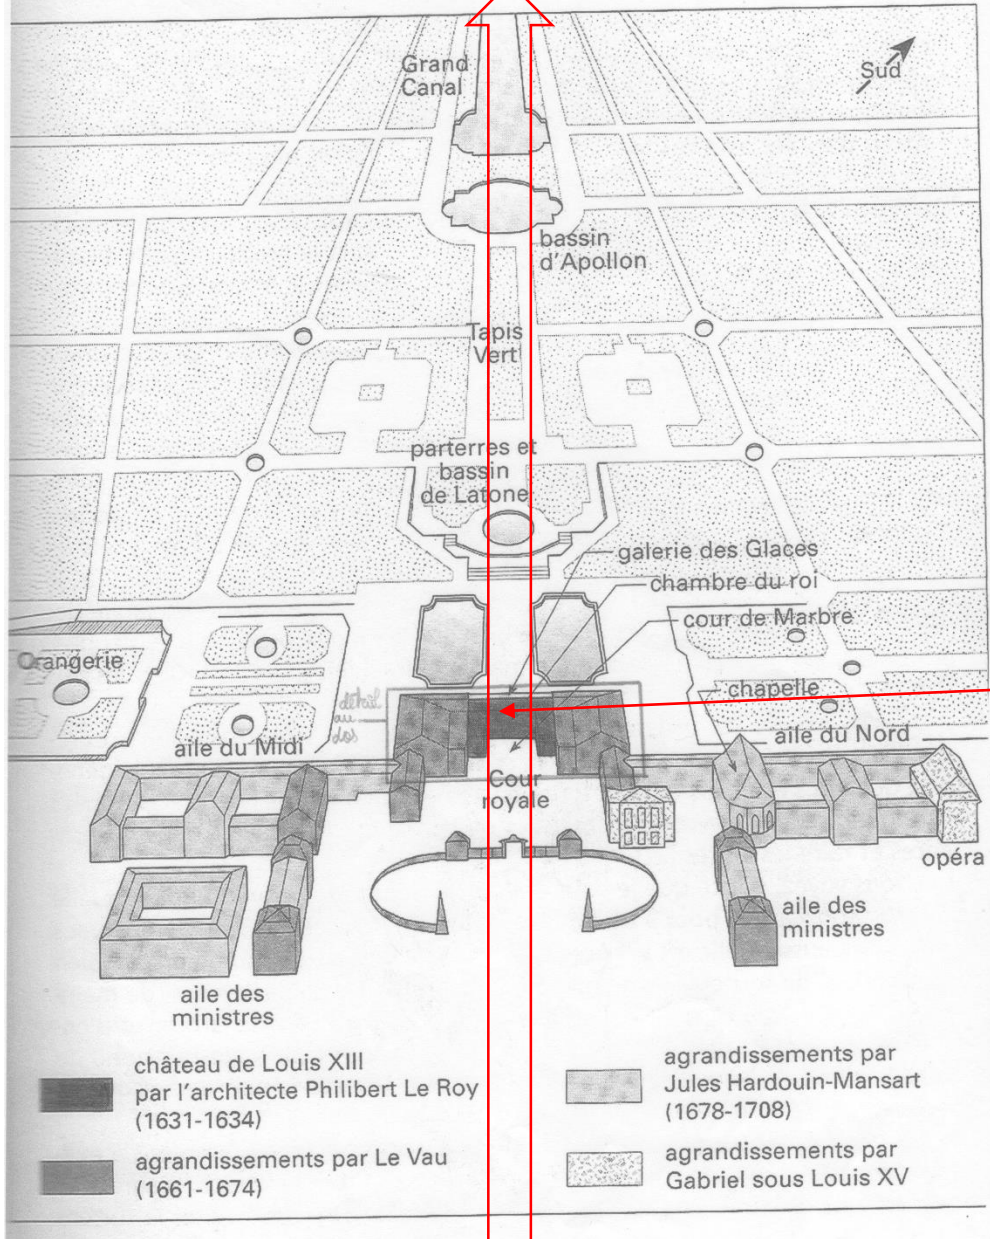 Grand
Canal
Sud
bassin
d'Apollon
Tapis
Vert
parterres et
bassin
de Latone
galerie des Glaces
chambre du roi
cour de Marbre
Orangerie
chapelle
détail
au
dos
aile du Midi
aile du Nord
Cour
royale
opéra
aile des
ministres
aile des
ministres
château de Louis XIII
par l'architecte Philibert Le Roy
(1631-1634)
agrandissements par Le Vau
(1661-1674)
agrandissements par
Jules Hardouin-Mansart
(1678-1708)
agrandissements par
Gabriel sous Louis XV